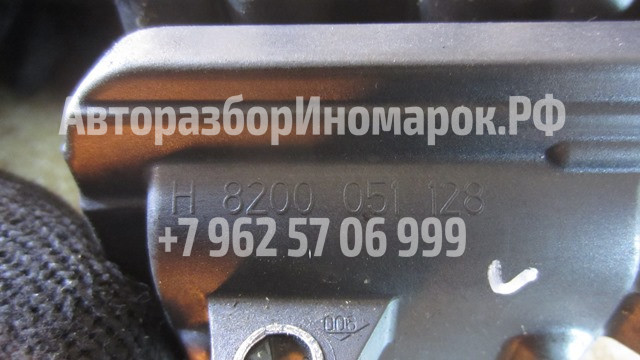 АвторазборИномарок.РФ
H 8200 051 128
+7 962 57 06 999
005